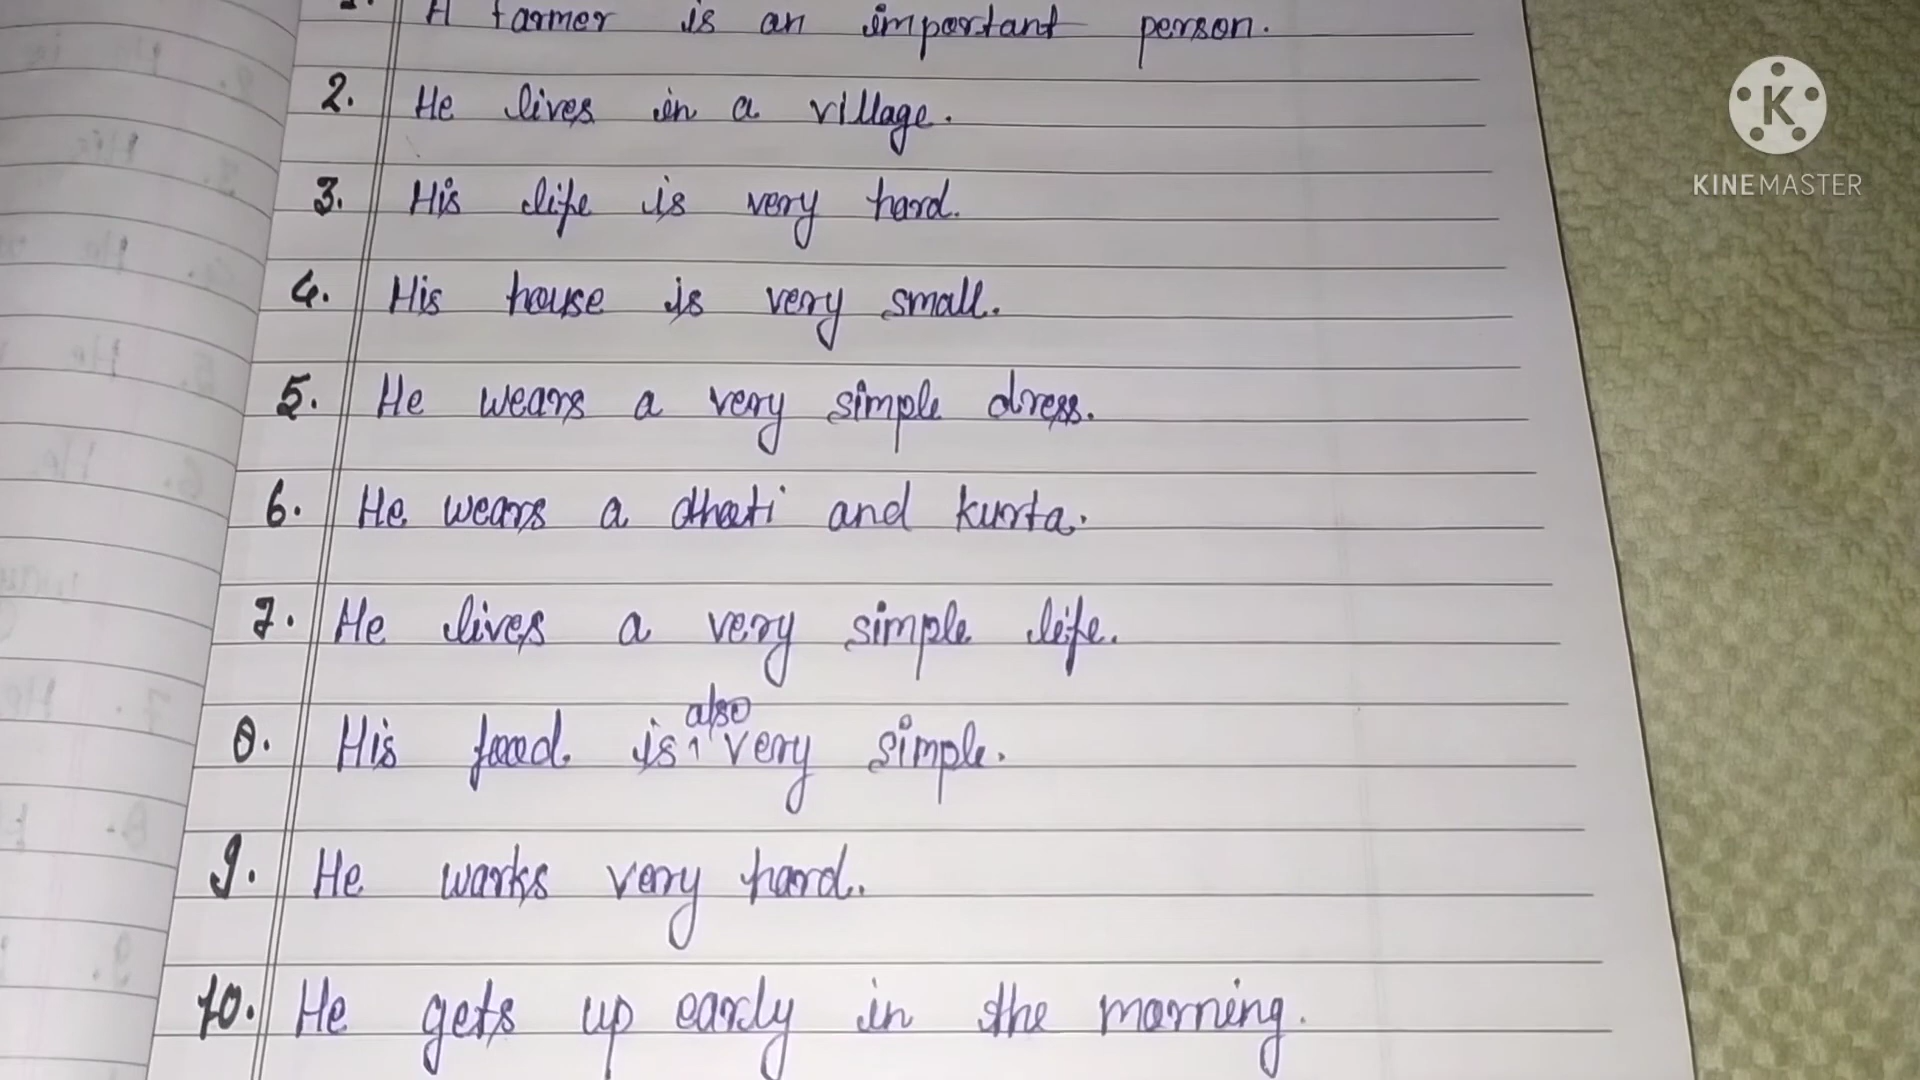 1. A farmer is an important person.
2. He lives in a village.
3. His life is very hard.
4. His house is very small.
5. He wears a very simple dress.
6. He wears a dhoti and kurta.
7. He lives a very simple life.
8. His food is also very simple.
9. He works very hard.
10. He gets up early in the morning.
K
KINEMASTER